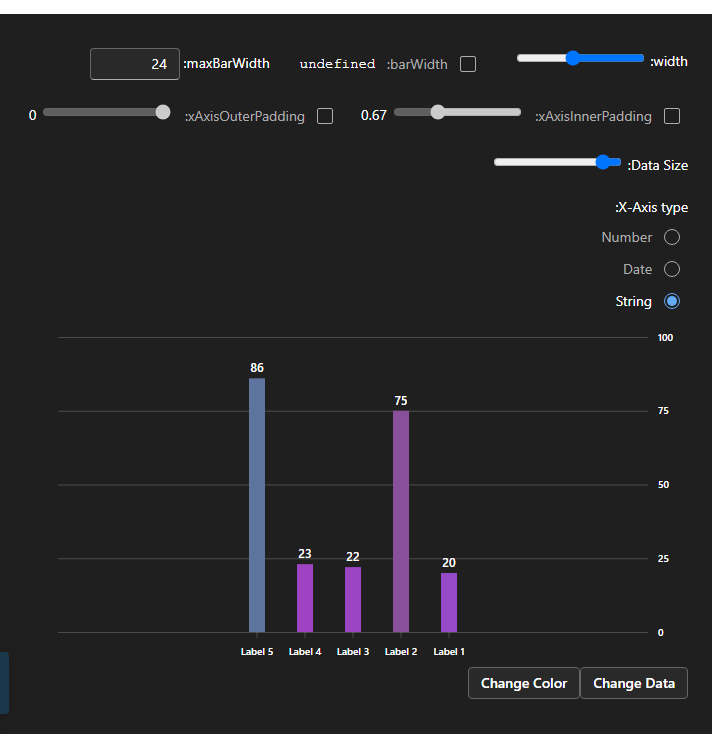 width:
barWidth: undefined
maxBarWidth: 24
xAxisInnerPadding: 0.67
xAxisOuterPadding: 0
Data Size:
X-Axis type:
Number
Date
String
100
75
50
25
0
20
75
22
23
86
Label 1
Label 2
Label 3
Label 4
Label 5
Change Data
Change Color